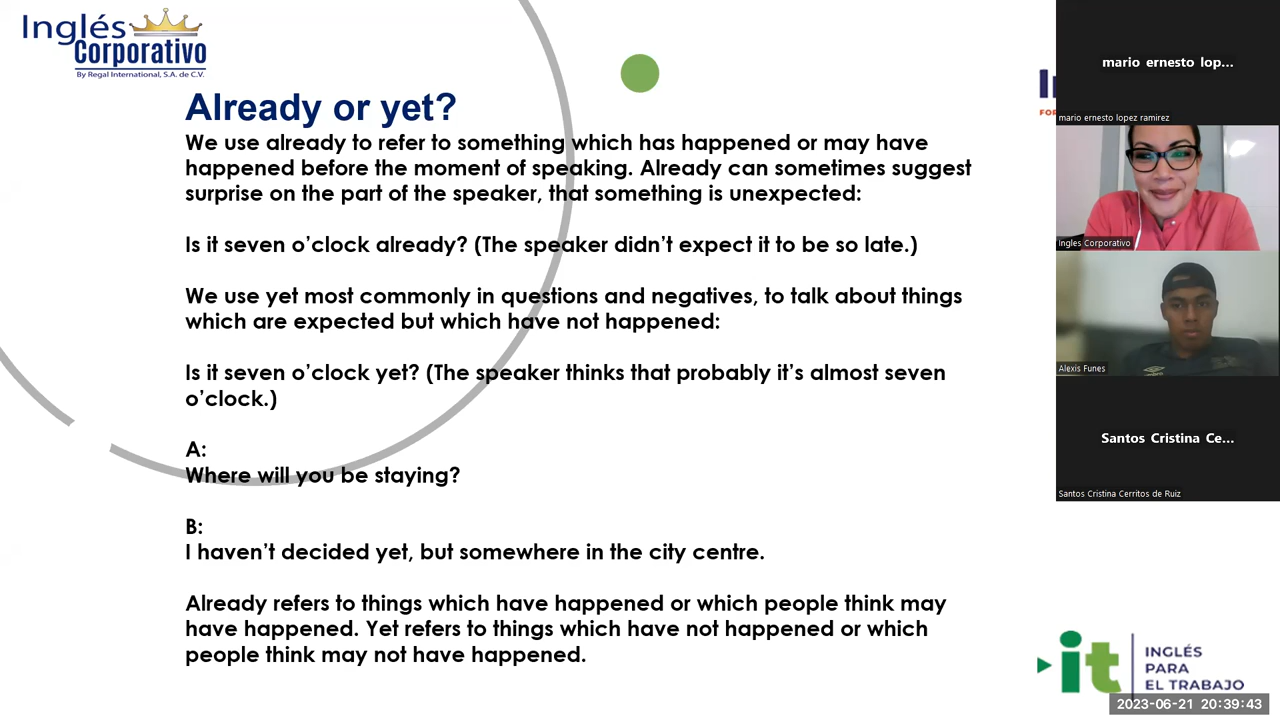 Inglés
Corporativo
By Regal International, S.A. de C.V.
Already or yet?
We use already to refer to something which has happened or may have
happened before the moment of speaking. Already can sometimes suggest
surprise on the part of the speaker, that something is unexpected:
Is it seven o’clock already? (The speaker didn’t expect it to be so late.)
We use yet most commonly in questions and negatives, to talk about things
which are expected but which have not happened:
Is it seven o’clock yet? (The speaker thinks that probably it’s almost seven
o’clock.)
A:
Where will you be staying?
B:
I haven’t decided yet, but somewhere in the city centre.
Already refers to things which have happened or which people think may
have happened. Yet refers to things which have not happened or which
people think may not have happened.
mario ernesto lop...
mario ernesto lopez ramirez
Ingles Corporativo
Alexis Funes
Santos Cristina Ce...
Santos Cristina Cerritos de Ruiz
it
INGLÉS
PARA
EL TRABAJO
2023-06-21 20:39:43